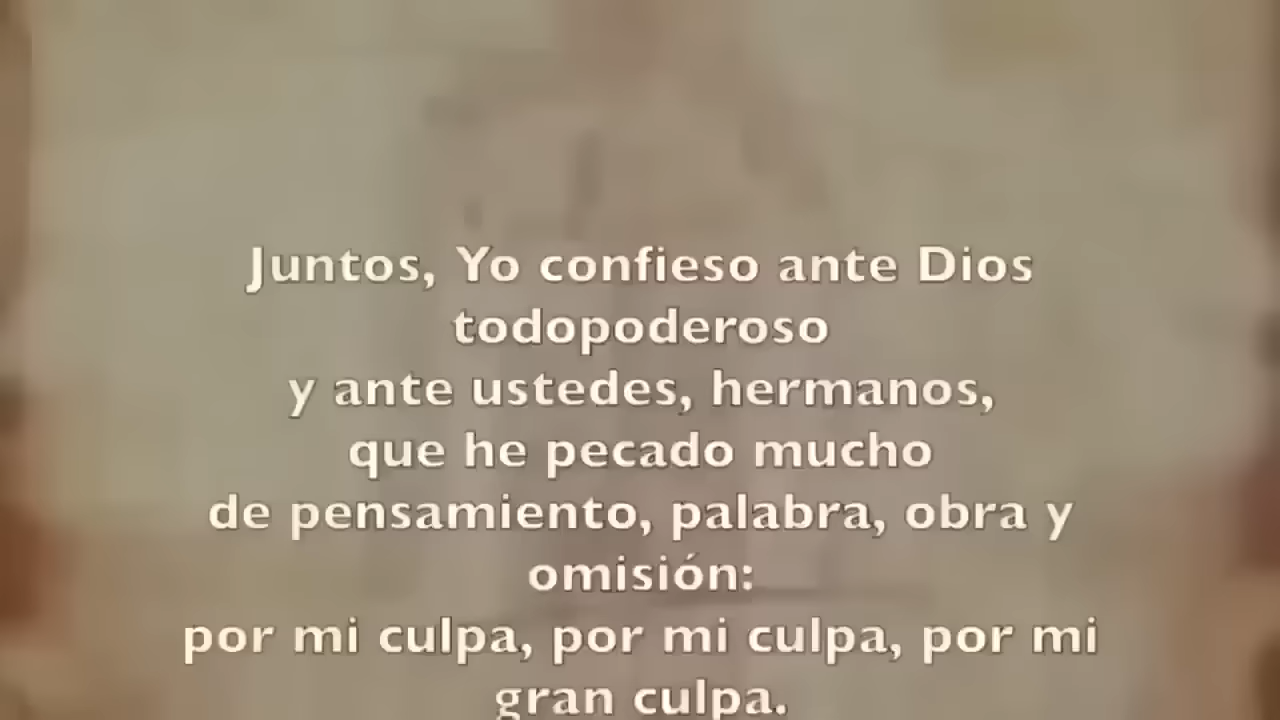 Juntos, Yo confieso ante Dios
todopoderoso
y ante ustedes, hermanos,
que he pecado mucho
de pensamiento, palabra, obra y
omisión:
por mi culpa, por mi culpa, por mi
gran culpa.